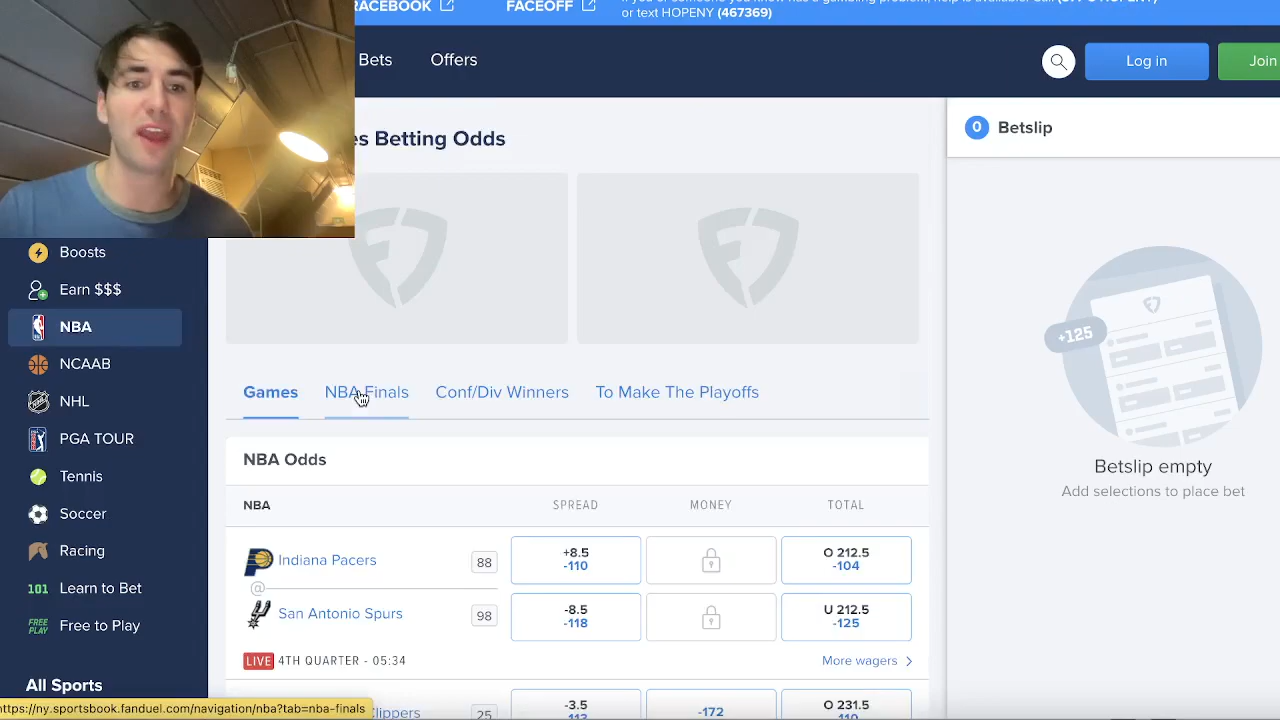 RACEBOOK
FACEOFF
or text HOPENY (467369)
Bets
Offers
Log in
Join
es Betting Odds
0 Betslip
Boosts
Earn $$$
NBA
NCAAB
NHL
PGA TOUR
Tennis
Soccer
Racing
101 Learn to Bet
FREE PLAY Free to Play
All Sports
Games
NBA Finals
Conf/Div Winners
To Make The Playoffs
NBA Odds
NBA SPREAD MONEY TOTAL
Indiana Pacers 88 +8.5 -110 O 212.5 -104
@
San Antonio Spurs 98 -8.5 -118 U 212.5 -125
LIVE 4TH QUARTER - 05:34 More wagers
Clippers 25 -3.5 -172 O 231.5
+125
Betslip empty
Add selections to place bet
https://ny.sportsbook.fanduel.com/navigation/nba?tab=nba-finals